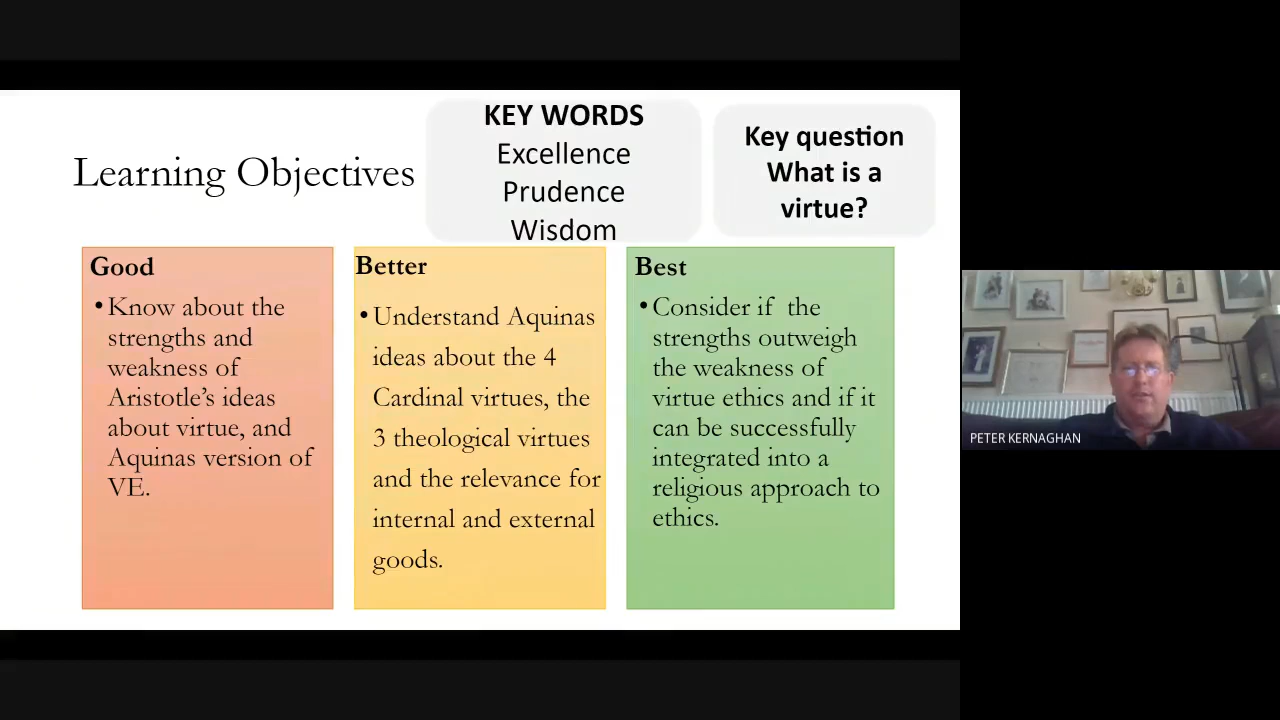 Learning Objectives
KEY WORDS
Excellence
Prudence
Wisdom
Key question
What is a
virtue?
Good
•Know about the
strengths and
weakness of
Aristotle’s ideas
about virtue, and
Aquinas version of
VE.
Better
•Understand Aquinas
ideas about the 4
Cardinal virtues, the
3 theological virtues
and the relevance for
internal and external
goods.
Best
•Consider if  the
strengths outweigh
the weakness of
virtue ethics and if it
can be successfully
integrated into a
religious approach to
ethics.
PETER KERNAGHAN